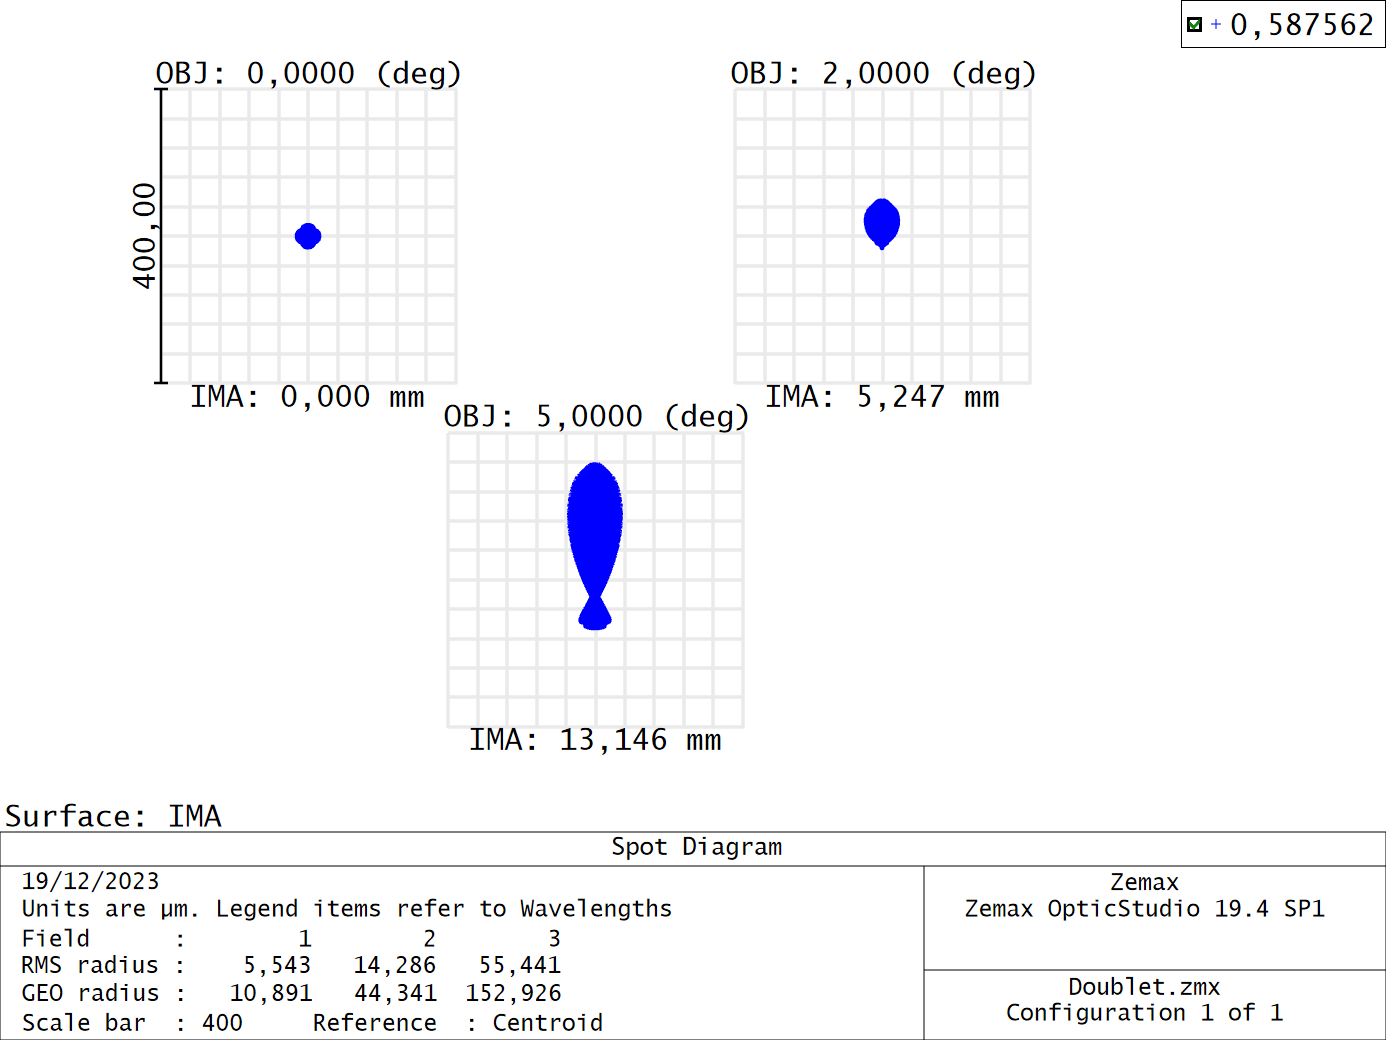 + 0,587562
OBJ: 0,0000 (deg)
OBJ: 2,0000 (deg)
400,00
IMA: 0,000 mm
IMA: 5,247 mm
OBJ: 5,0000 (deg)
IMA: 13,146 mm
Surface: IMA
Spot Diagram
19/12/2023
Units are µm. Legend items refer to Wavelengths
Field : 1 2 3
RMS radius : 5,543 14,286 55,441
GEO radius : 10,891 44,341 152,926
Scale bar : 400 Reference : Centroid
Zemax
Zemax OpticStudio 19.4 SP1
Doublet.zmx
Configuration 1 of 1